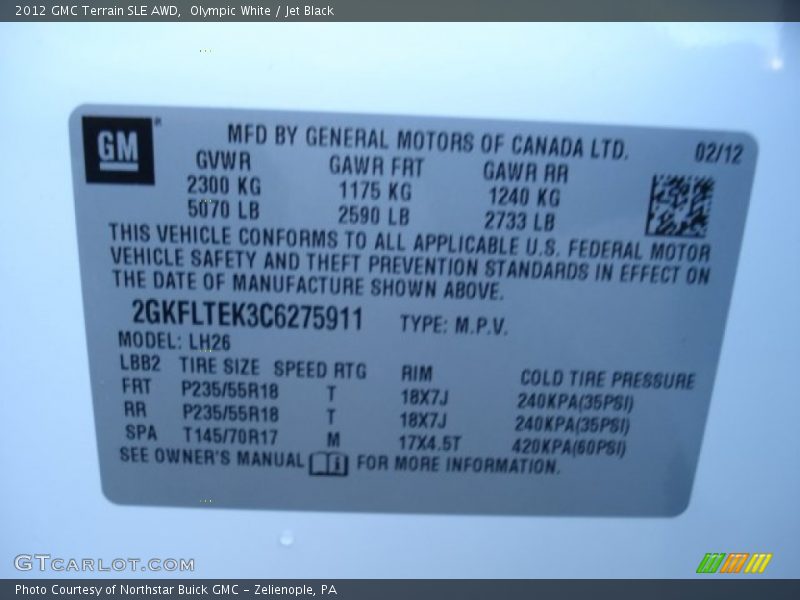 2012 GMC Terrain SLE AWD,  Olympic White / Jet Black
GM
MFD BY GENERAL MOTORS OF CANADA LTD. 02/12
GVWR GAWR FRT GAWR RR
2300 KG 1175 KG 1240 KG
5070 LB 2590 LB 2733 LB
THIS VEHICLE CONFORMS TO ALL APPLICABLE U.S. FEDERAL MOTOR
VEHICLE SAFETY AND THEFT PREVENTION STANDARDS IN EFFECT ON
THE DATE OF MANUFACTURE SHOWN ABOVE.
2GKFLTEK3C6275911 TYPE: M.P.V.
MODEL: LH26
LBB2 TIRE SIZE SPEED RTG RIM COLD TIRE PRESSURE
FRT P235/55R18 T 18X7J 240KPA(35PSI)
RR P235/55R18 T 18X7J 240KPA(35PSI)
SPA T145/70R17 M 17X4.5T 420KPA(60PSI)
SEE OWNER'S MANUAL FOR MORE INFORMATION.
GTCARLOT.COM
Photo Courtesy of Northstar Buick GMC - Zelienople, PA